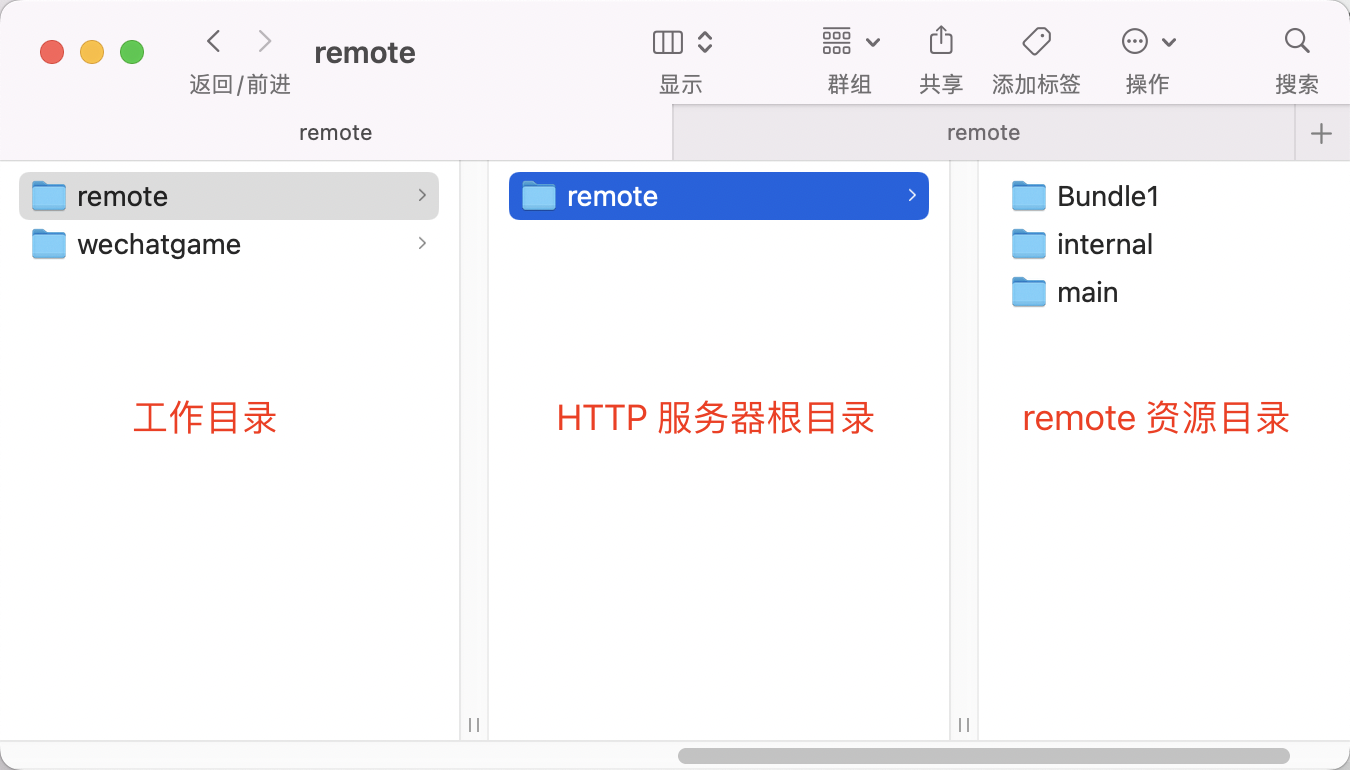 remote
返回/前进
显示
群组
共享
添加标签
操作
搜索
remote
remote
remote
wechatgame
工作目录
remote
HTTP 服务器根目录
Bundle1
internal
main
remote 资源目录